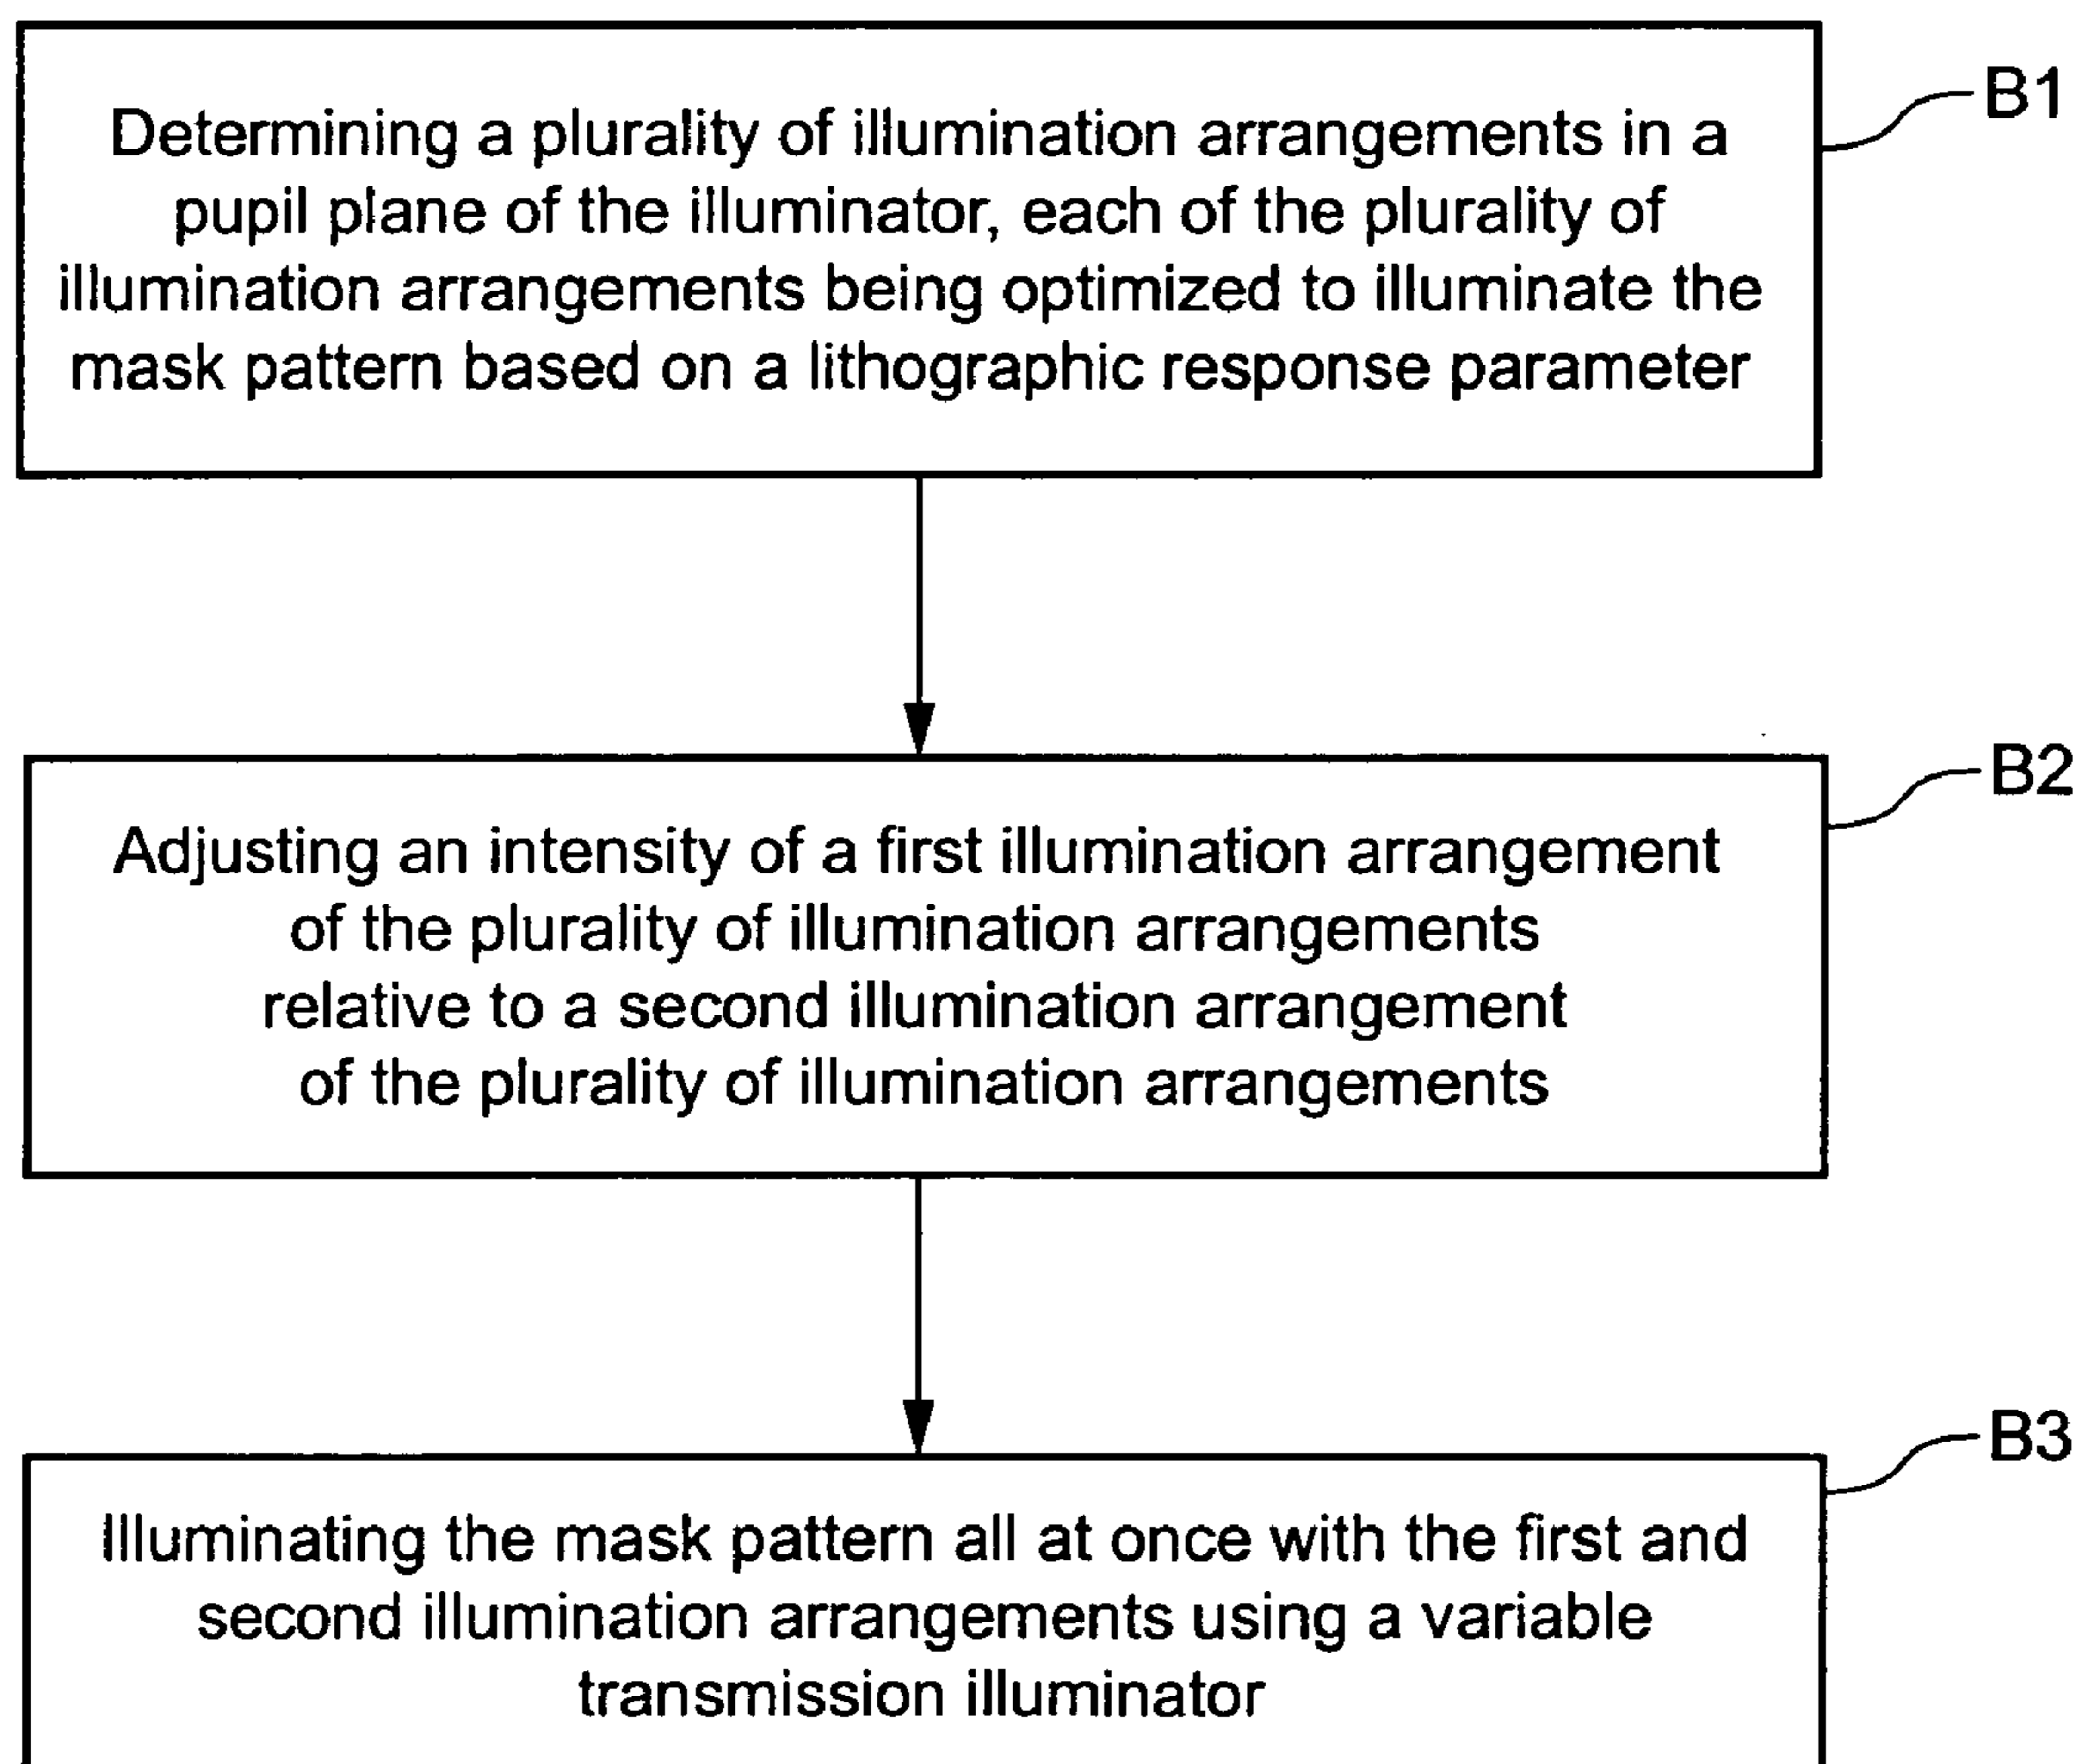 Determining a plurality of illumination arrangements in a
pupil plane of the illuminator, each of the plurality of
illumination arrangements being optimized to illuminate the
mask pattern based on a lithographic response parameter
B1
Adjusting an intensity of a first illumination arrangement
of the plurality of illumination arrangements
relative to a second illumination arrangement
of the plurality of illumination arrangements
B2
Illuminating the mask pattern all at once with the first and
second illumination arrangements using a variable
transmission illuminator
B3